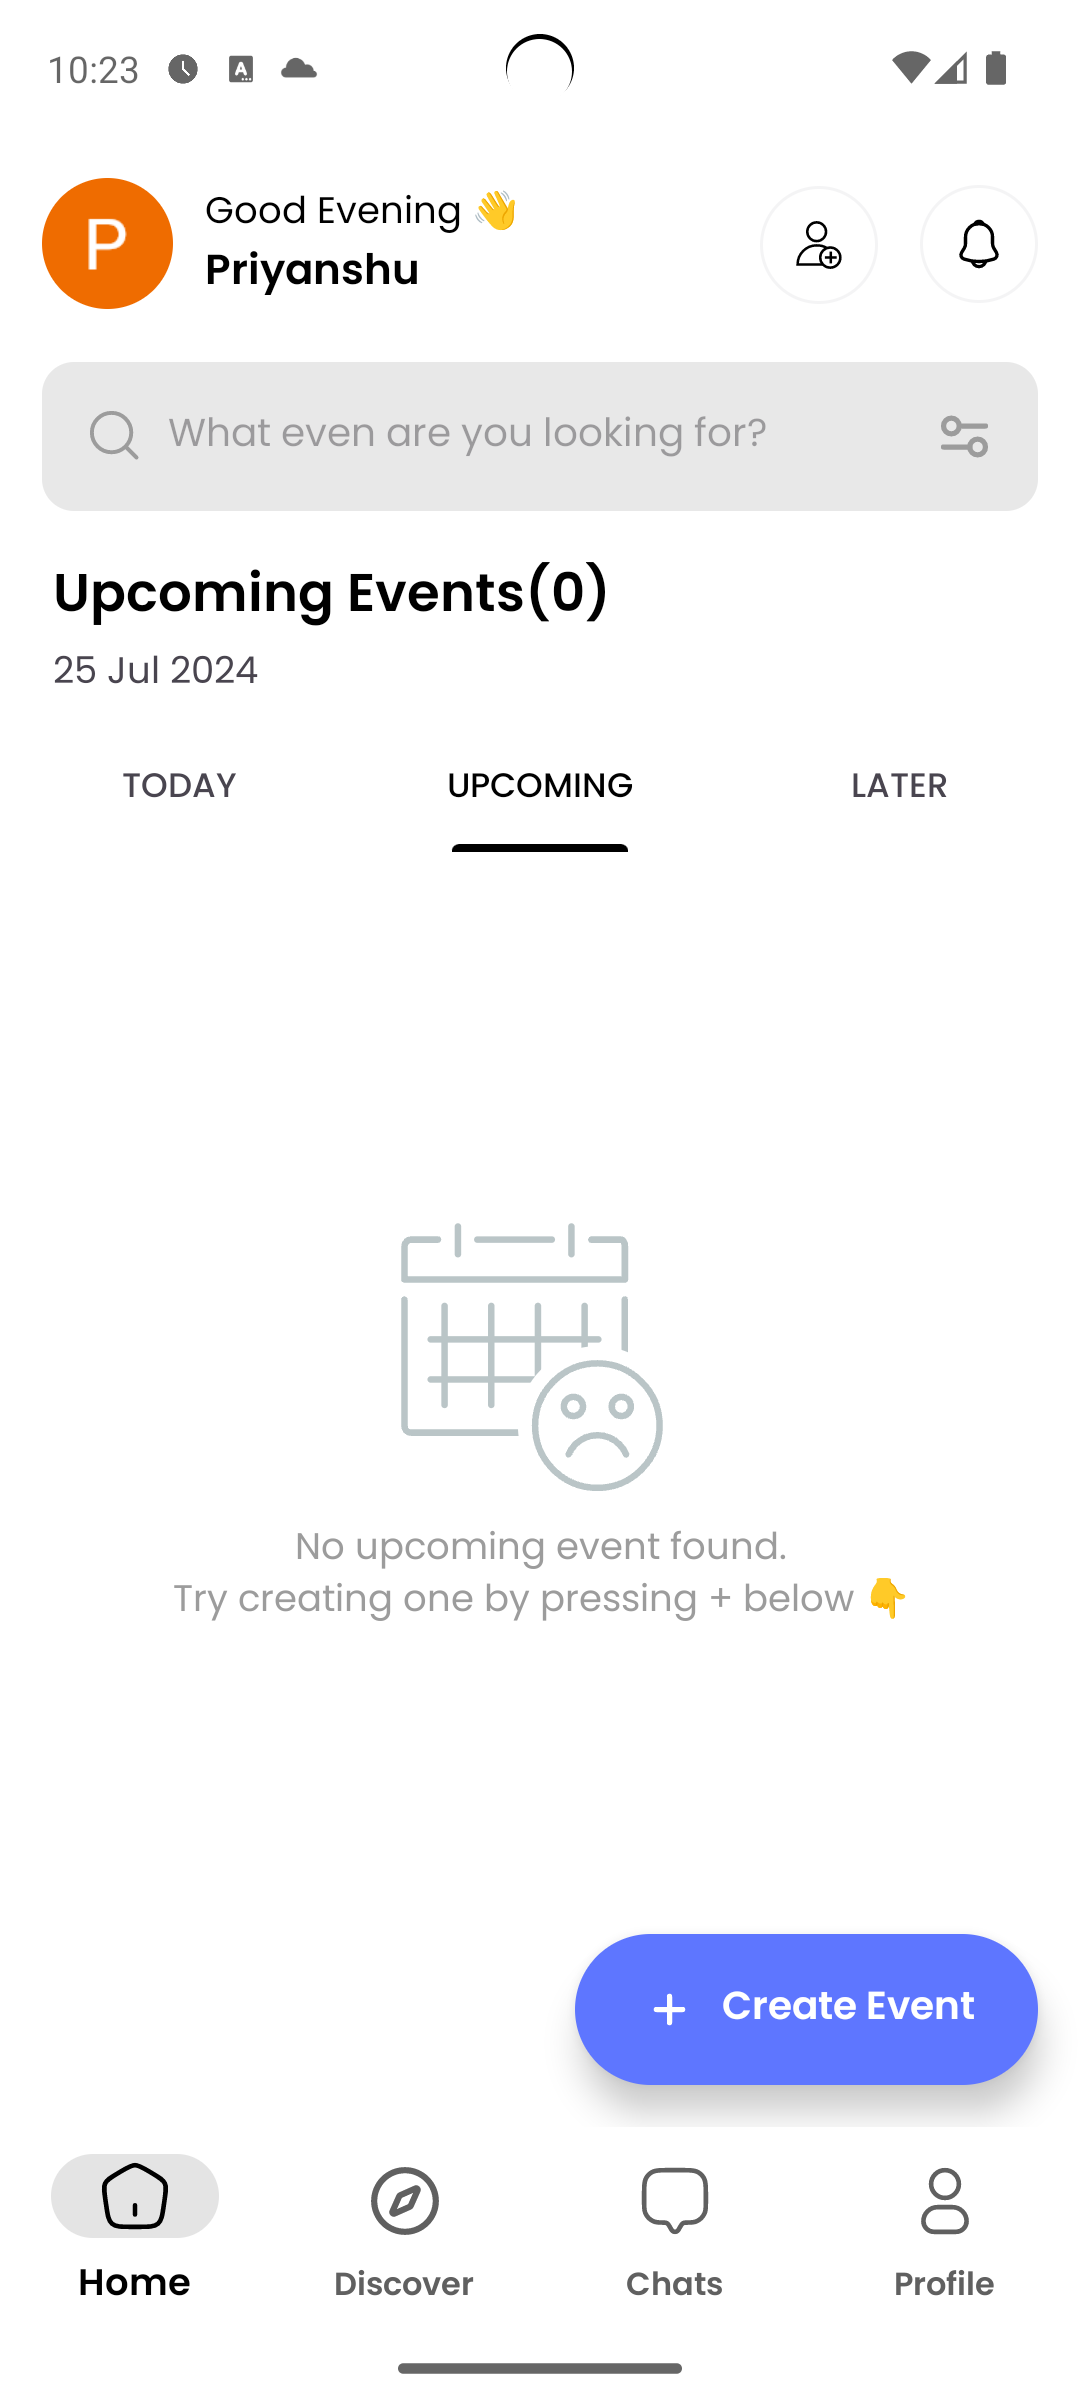 10:23
P
Good Evening 👋
Priyanshu
What even are you looking for?
Upcoming Events(0)
25 Jul 2024
TODAY UPCOMING LATER
No upcoming event found.
Try creating one by pressing + below 👇
+ Create Event
Home Discover Chats Profile